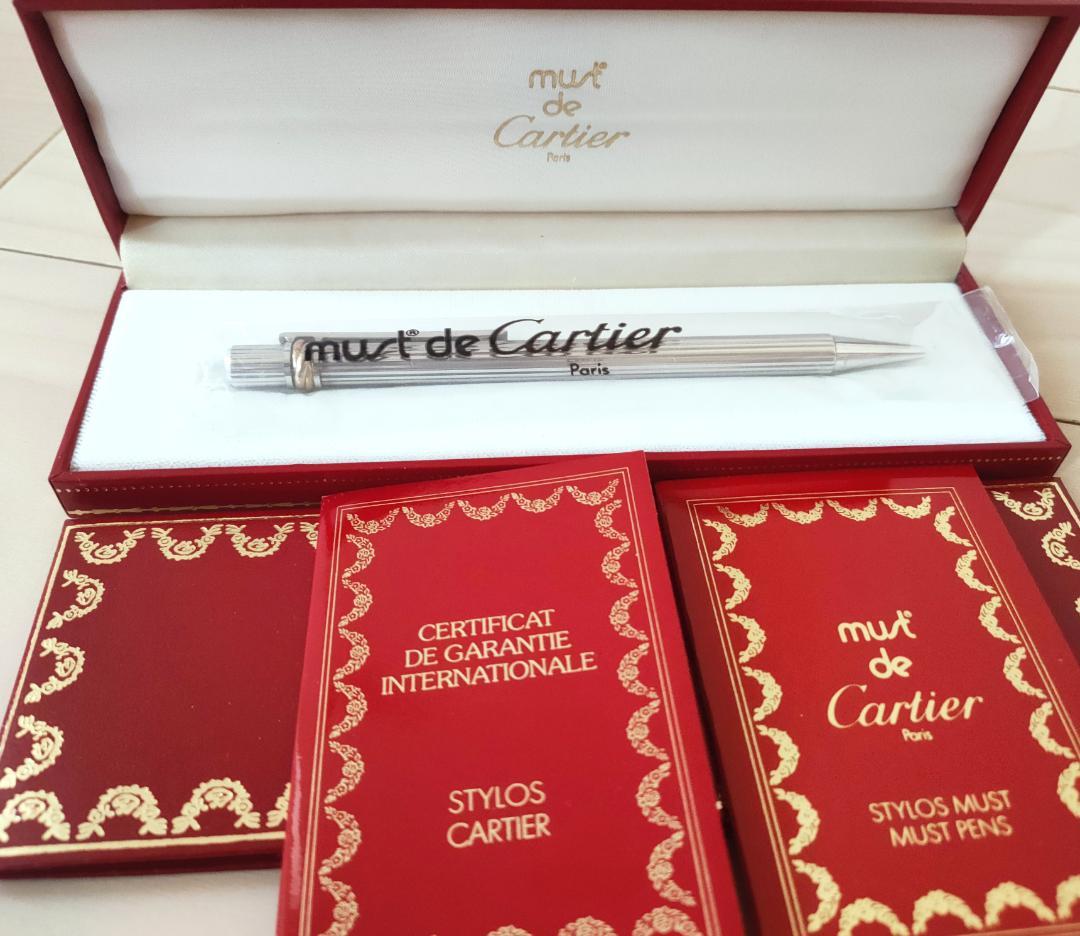 must®
de
Cartier
Paris
must® de Cartier
Paris
CERTIFICAT
DE GARANTIE
INTERNATIONALE
STYLOS
CARTIER
must®
de
Cartier
Paris
STYLOS MUST
MUST PENS